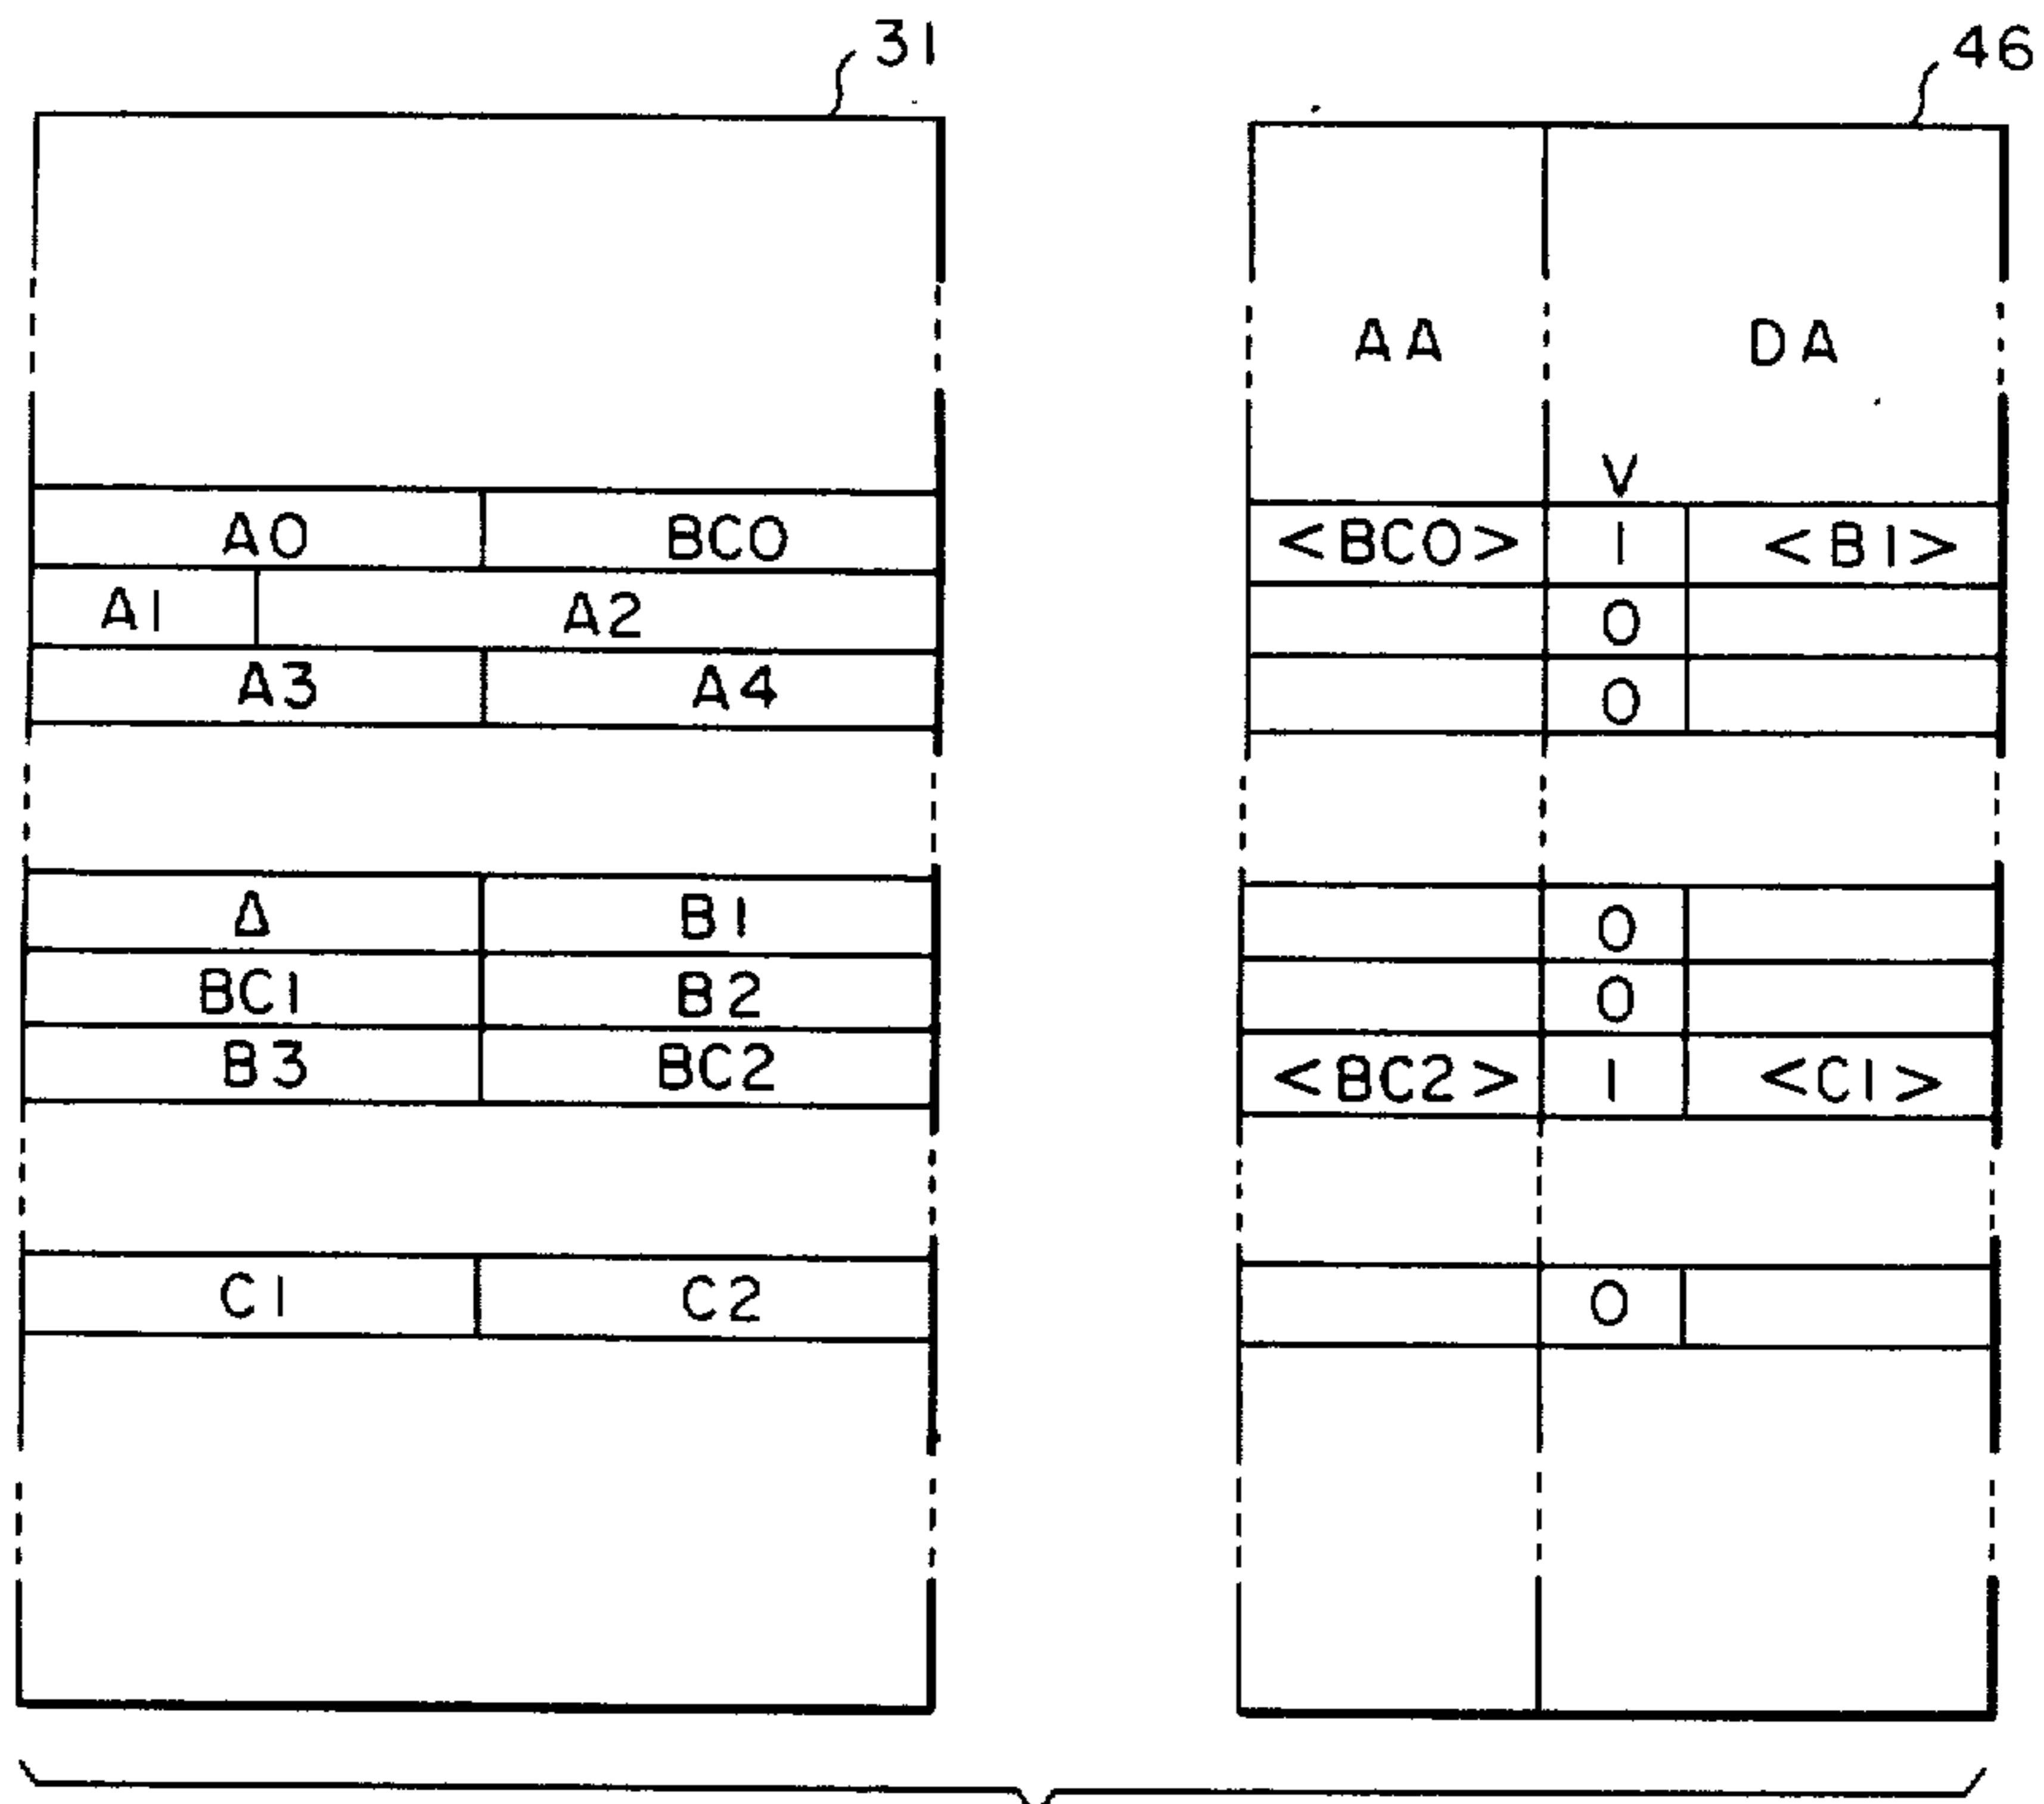 31
46
AA DA
V
A0 BC0 <BC0> 1 <B1>
A1 A2 0
A3 A4 0
Δ B1 0
BC1 B2 0
B3 BC2 <BC2> 1 <C1>
C1 C2 0